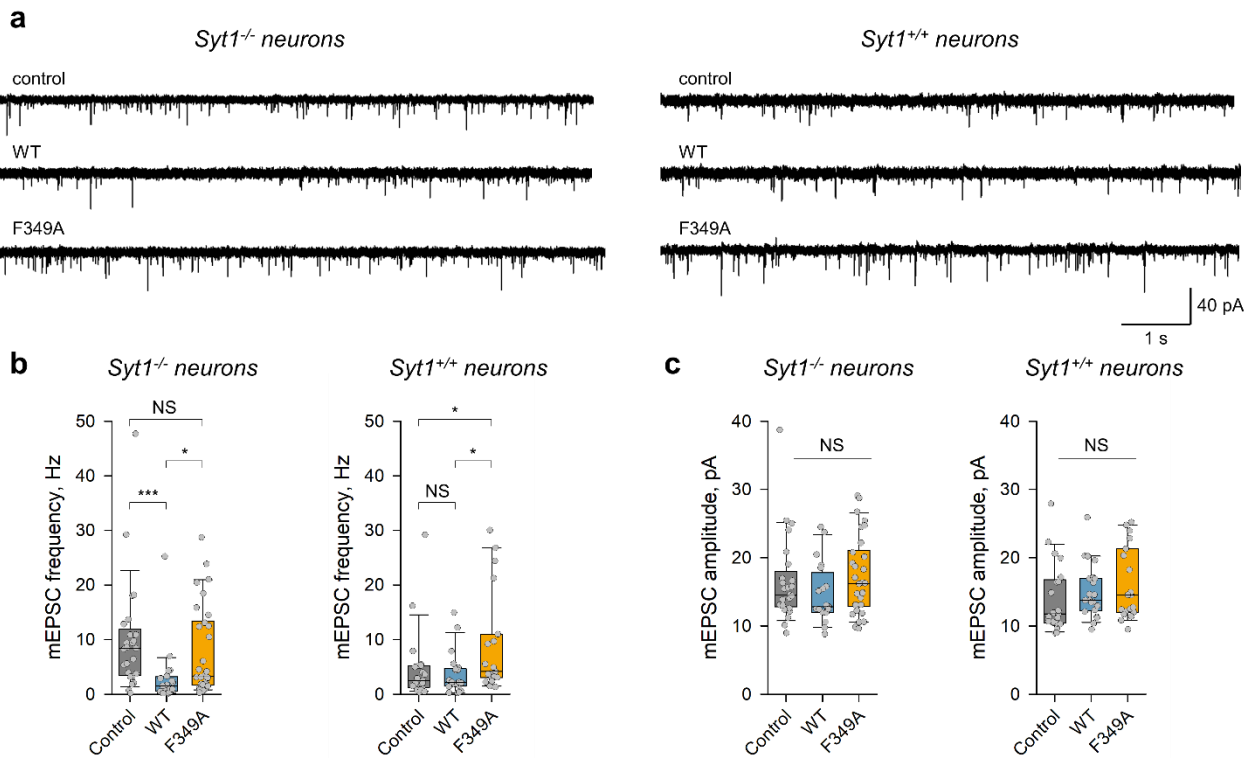 a
Syt1-/- neurons
Syt1+/+ neurons
control
control
WT
WT
F349A
F349A
40 pA
1 s
b
Syt1-/- neurons
Syt1+/+ neurons
mEPSC frequency, Hz
50
40
30
20
10
0
NS
*
***
Control
WT
F349A
mEPSC frequency, Hz
50
40
30
20
10
0
*
*
NS
Control
WT
F349A
c
Syt1-/- neurons
Syt1+/+ neurons
mEPSC amplitude, pA
40
30
20
10
0
NS
Control
WT
F349A
mEPSC amplitude, pA
40
30
20
10
0
NS
Control
WT
F349A